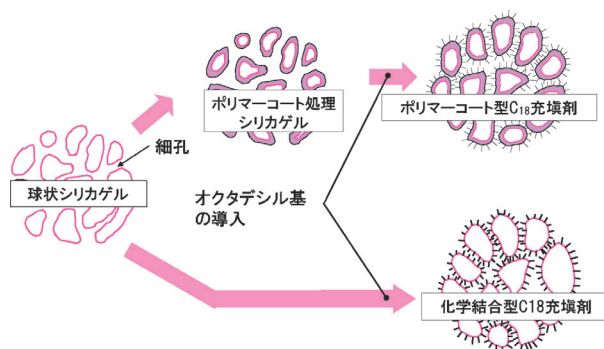 ポリマーコート処理
シリカゲル
ポリマーコート型C₁₈充填剤
細孔
球状シリカゲル
オクタデシル基
の導入
化学結合型C18充填剤